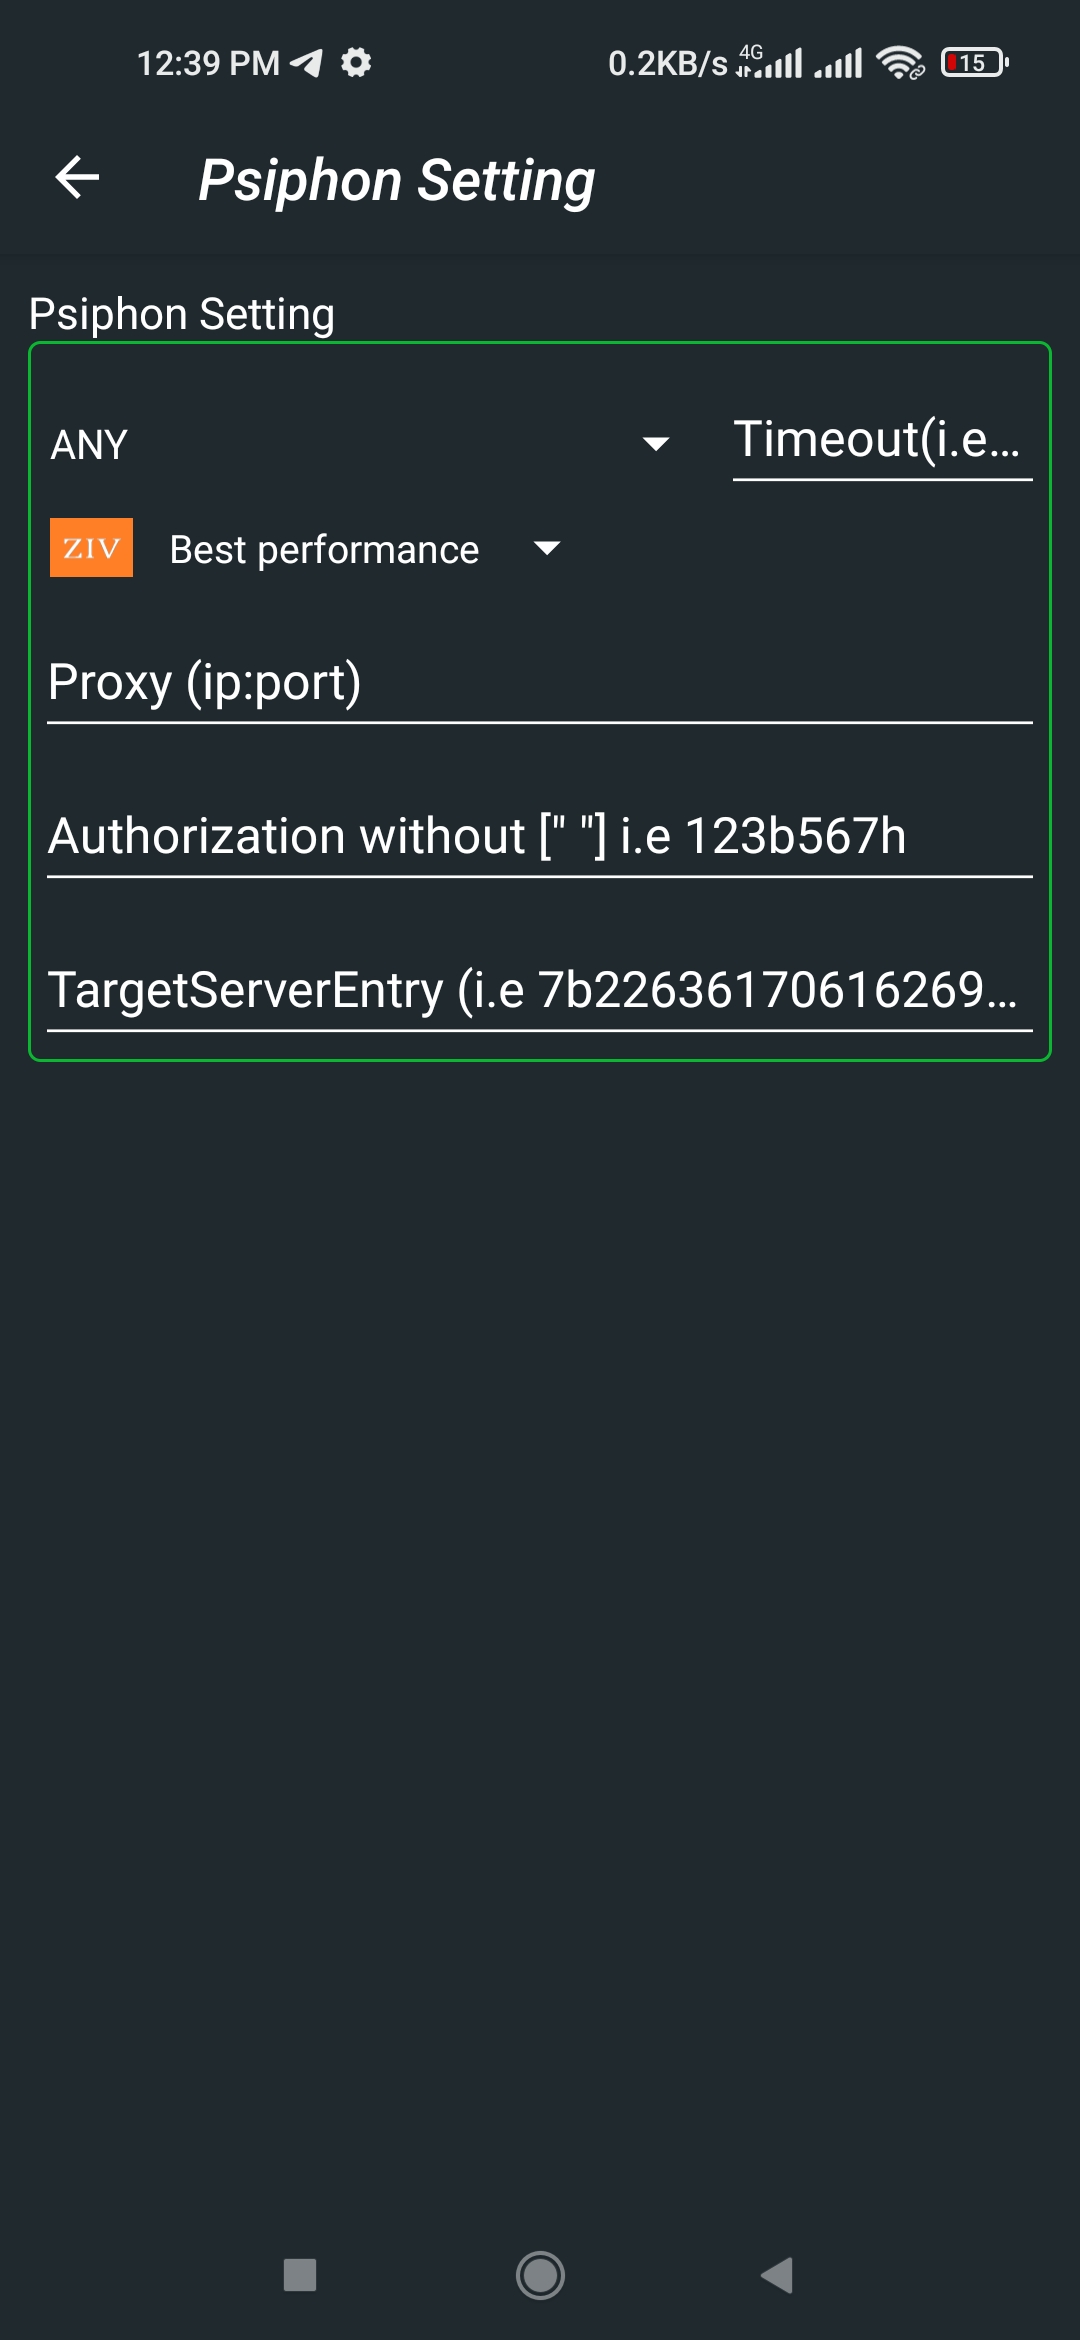 12:39 PM 0.2KB/s 4G 15
Psiphon Setting
Psiphon Setting
ANY Timeout(i.e...
ZIV Best performance
Proxy (ip:port)
Authorization without [" "] i.e 123b567h
TargetServerEntry (i.e 7b22636170616269...